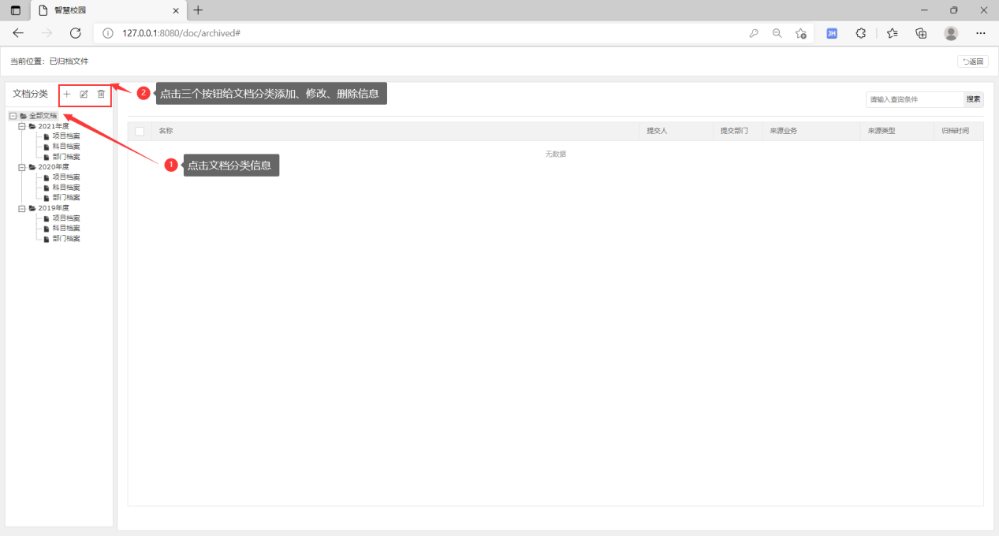 智慧校园
127.0.0.1:8080/doc/archived#
JH
当前位置：已归档文件
返回
文档分类
2 点击三个按钮给文档分类添加、修改、删除信息
请输入查询条件 搜索
全部文档
2021年度
项目档案
科目档案
部门档案
2020年度
项目档案
科目档案
部门档案
2019年度
项目档案
科目档案
部门档案
1 点击文档分类信息
名称 提交人 提交部门 来源业务 来源类型 归档时间
无数据